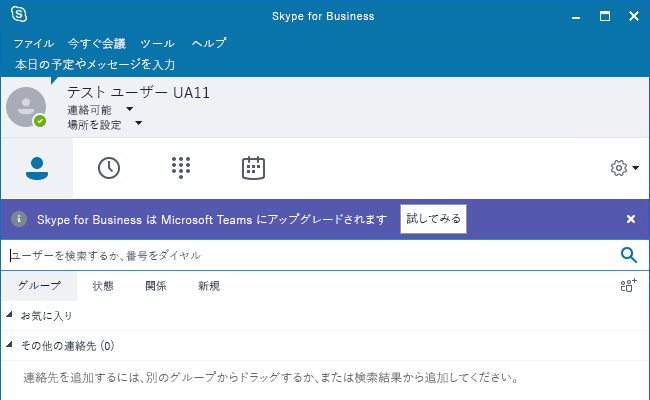 Skype for Business
ファイル 今すぐ会議 ツール ヘルプ
本日の予定やメッセージを入力
テスト ユーザー UA11
連絡可能
場所を設定
Skype for Business は Microsoft Teams にアップグレードされます 試してみる
ユーザーを検索するか、番号をダイヤル
グループ 状態 関係 新規
お気に入り
その他の連絡先 (0)
連絡先を追加するには、別のグループからドラッグするか、または検索結果から追加してください。